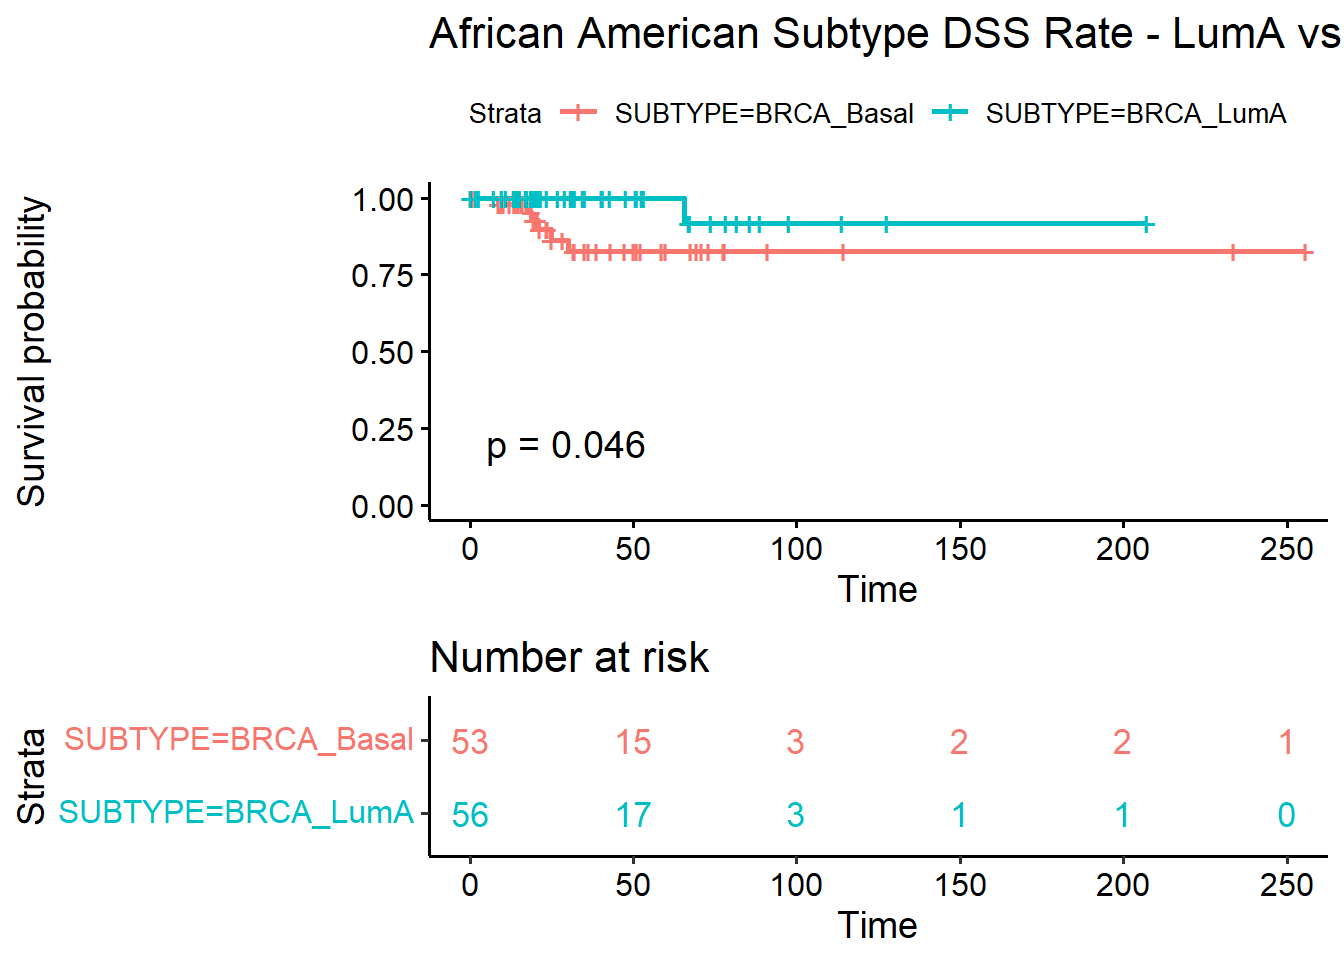 African American Subtype DSS Rate - LumA vs
Strata SUBTYPE=BRCA_Basal SUBTYPE=BRCA_LumA
Survival probability
1.00
0.75
0.50
0.25
0.00
p = 0.046
0 50 100 150 200 250
Time
Number at risk
Strata
SUBTYPE=BRCA_Basal 53 15 3 2 2 1
SUBTYPE=BRCA_LumA 56 17 3 1 1 0
0 50 100 150 200 250
Time